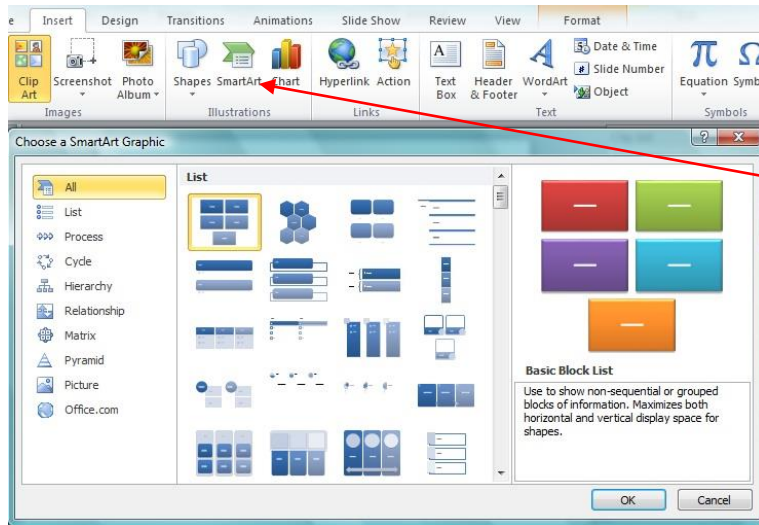 Insert Design Transitions Animations Slide Show Review View Format
Clip Art
Screenshot
Photo Album
Images
Shapes
SmartArt
Chart
Illustrations
Hyperlink
Action
Links
A
Text Box
Header & Footer
A
WordArt
Date & Time
# Slide Number
Object
Text
π
Equation
Ω
Symbols
Choose a SmartArt Graphic
?
X
All
List
Process
Cycle
Hierarchy
Relationship
Matrix
Pyramid
Picture
Office.com
List
Basic Block List
Use to show non-sequential or grouped
blocks of information. Maximizes both
horizontal and vertical display space for
shapes.
OK
Cancel